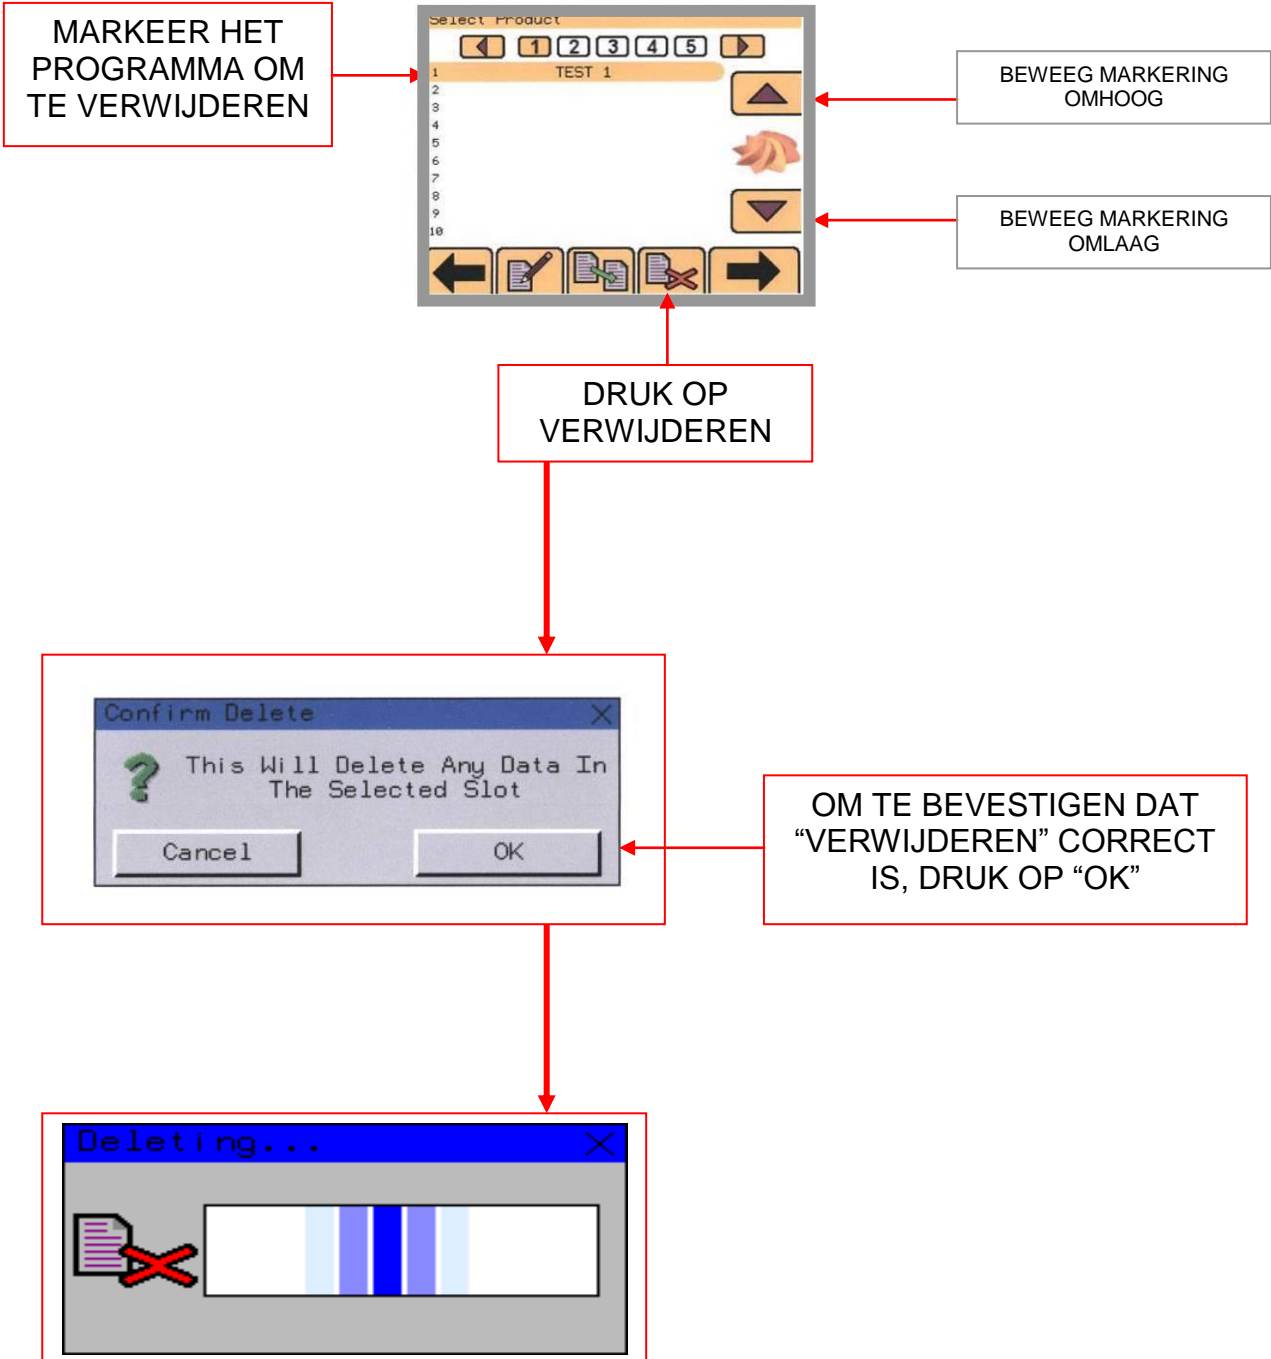 MARKEER HET
PROGRAMMA OM
TE VERWIJDEREN
Select Product
1 2 3 4 5
1 TEST 1
2
3
4
5
6
7
8
9
10
BEWEEG MARKERING
OMHOOG
BEWEEG MARKERING
OMLAAG
DRUK OP
VERWIJDEREN
Confirm Delete
This Will Delete Any Data In
The Selected Slot
Cancel OK
OM TE BEVESTIGEN DAT
“VERWIJDEREN” CORRECT
IS, DRUK OP “OK”
Deleting...